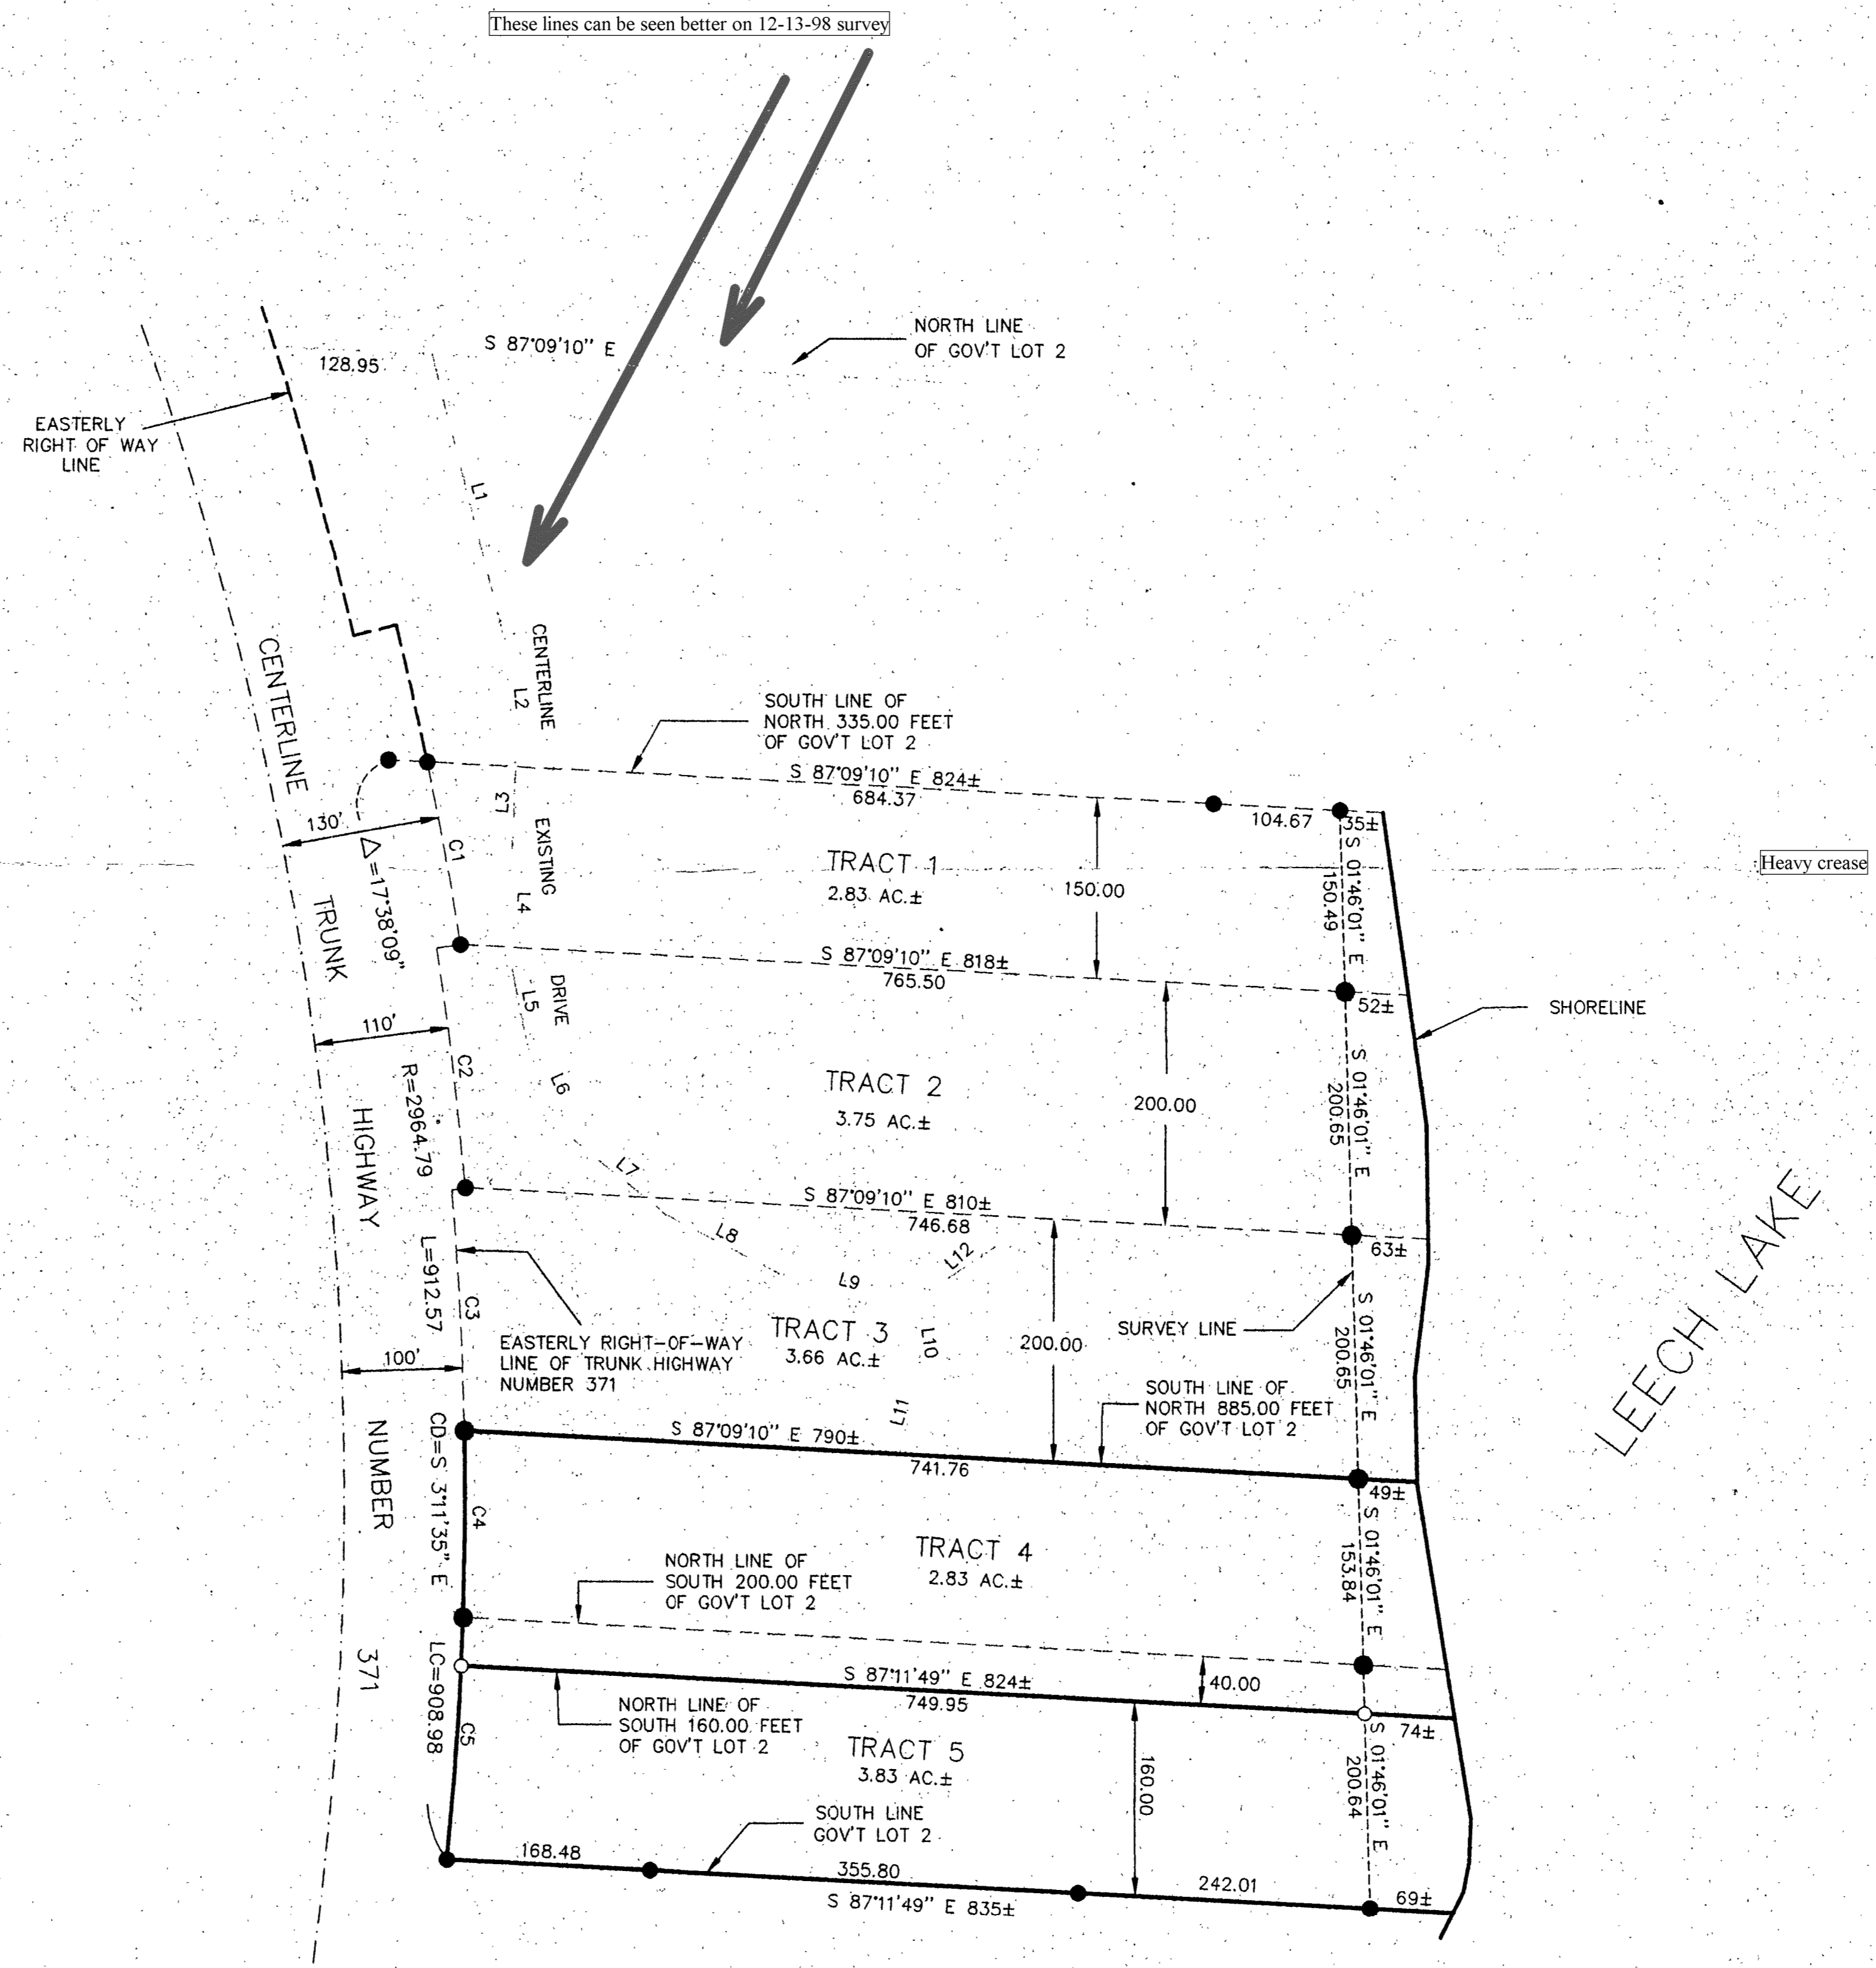 These lines can be seen better on 12-13-98 survey
NORTH LINE
OF GOV'T LOT 2
S 87°09'10" E
128.95
EASTERLY
RIGHT OF WAY
LINE
L1
CENTERLINE
L2
CENTERLINE
SOUTH LINE OF
NORTH 335.00 FEET
OF GOV'T LOT 2
S 87°09'10" E 824±
684.37
104.67
35±
L3
130'
Δ=17°38'09"
C1
EXISTING
TRACT 1
2.83 AC.±
150.00
S 01°46'01" E
150.49
Heavy crease
L4
TRUNK
S 87°09'10" E 818±
765.50
52±
L5
DRIVE
SHORELINE
110'
C2
R=2964.79
L6
TRACT 2
3.75 AC.±
200.00
S 01°46'01" E
200.65
HIGHWAY
L7
S 87°09'10" E 810±
746.68
63±
L8
L12
L9
L=912.57
C3
EASTERLY RIGHT-OF-WAY
LINE OF TRUNK HIGHWAY
NUMBER 371
TRACT 3
3.66 AC.±
L10
200.00
SURVEY LINE
S 01°46'01" E
200.65
LEECH LAKE
100'
SOUTH LINE OF
NORTH 885.00 FEET
OF GOV'T LOT 2
L11
S 87°09'10" E 790±
741.76
49±
NUMBER
CD=S 3°11'35" E
C4
TRACT 4
2.83 AC.±
NORTH LINE OF
SOUTH 200.00 FEET
OF GOV'T LOT 2
S 01°46'01" E
153.84
371
LC=908.98
S 87°11'49" E 824±
749.95
40.00
74±
C5
NORTH LINE OF
SOUTH 160.00 FEET
OF GOV'T LOT 2
TRACT 5
3.83 AC.±
160.00
S 01°46'01" E
200.64
SOUTH LINE
GOV'T LOT 2
168.48
355.80
242.01
69±
S 87°11'49" E 835±